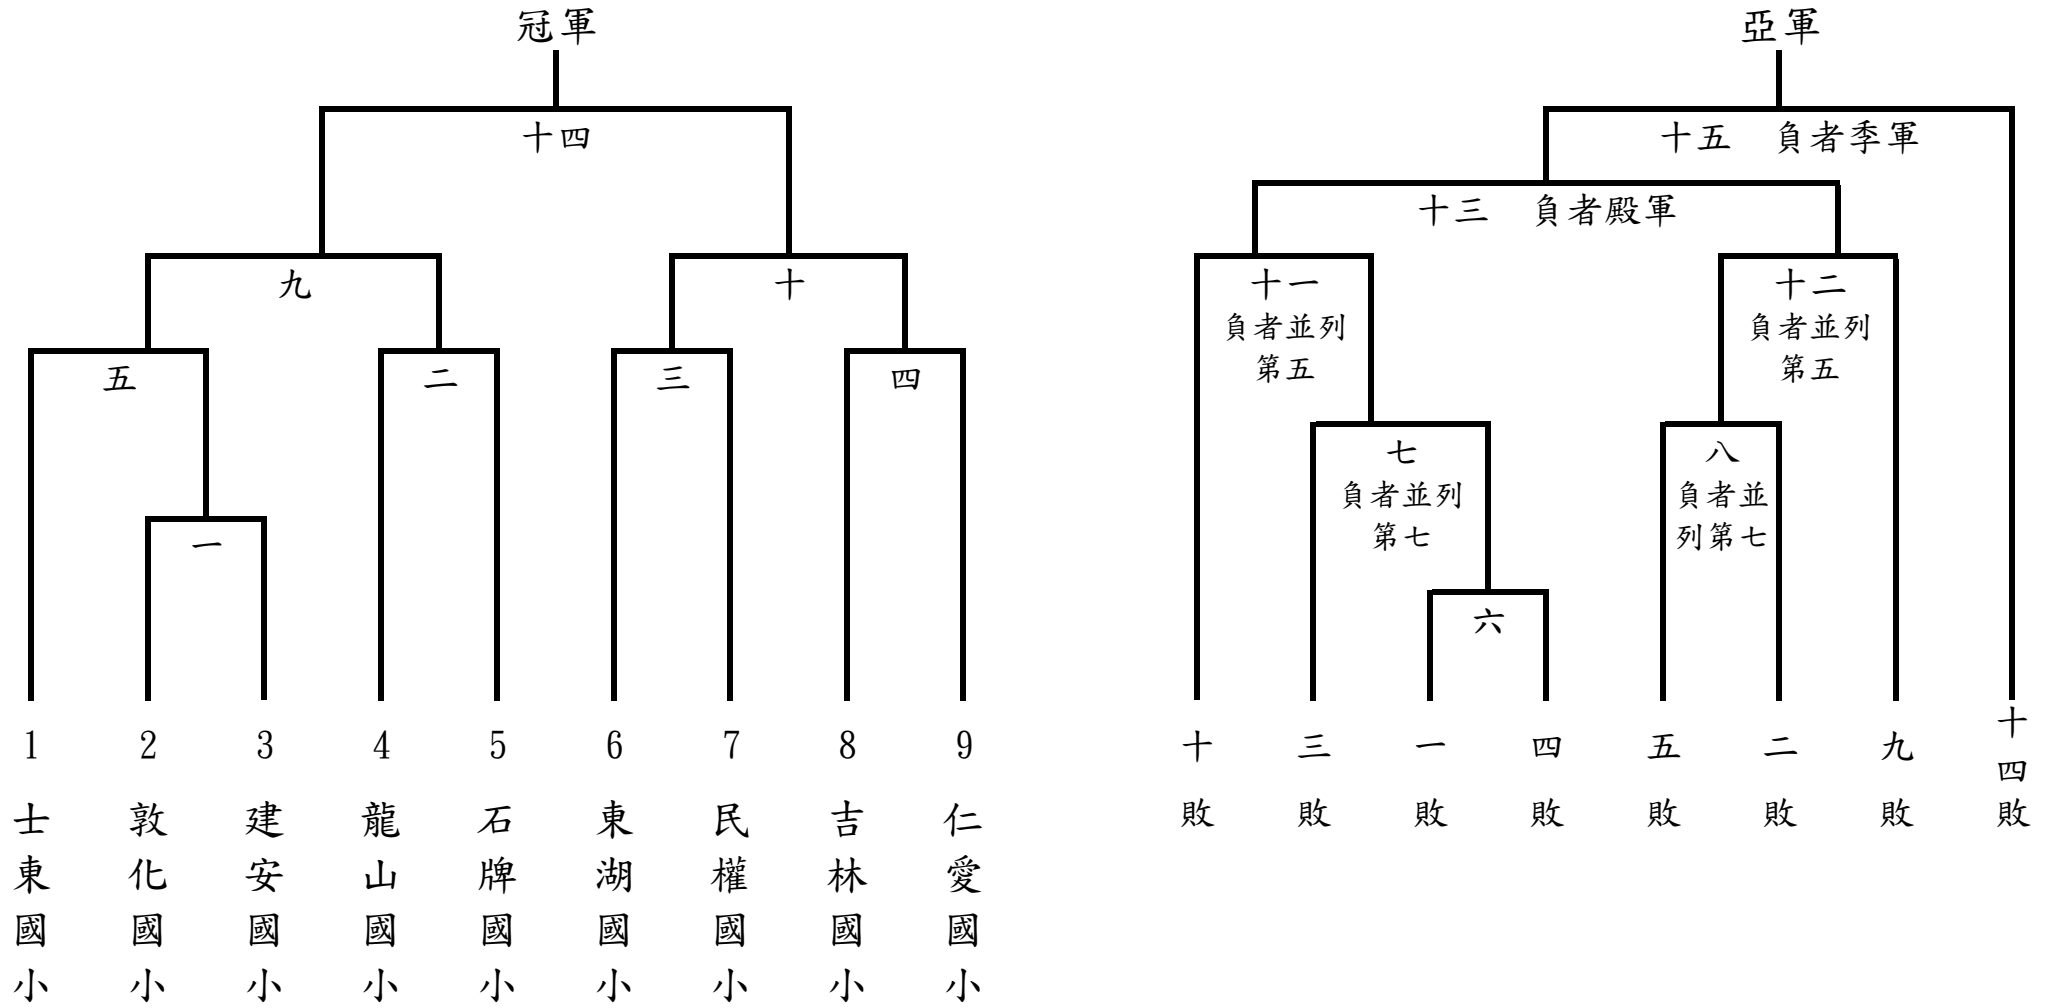 冠軍
亞軍
十四
十五 負者季軍
十三 負者殿軍
九
十
十一
負者並列
第五
十二
負者並列
第五
五
二
三
四
七
負者並列
第七
八
負者並
列第七
一
六
1
2
3
4
5
6
7
8
9
士東國小
敦化國小
建安國小
龍山國小
石牌國小
東湖國小
民權國小
吉林國小
仁愛國小
十敗
三敗
一敗
四敗
五敗
二敗
九敗
十四敗